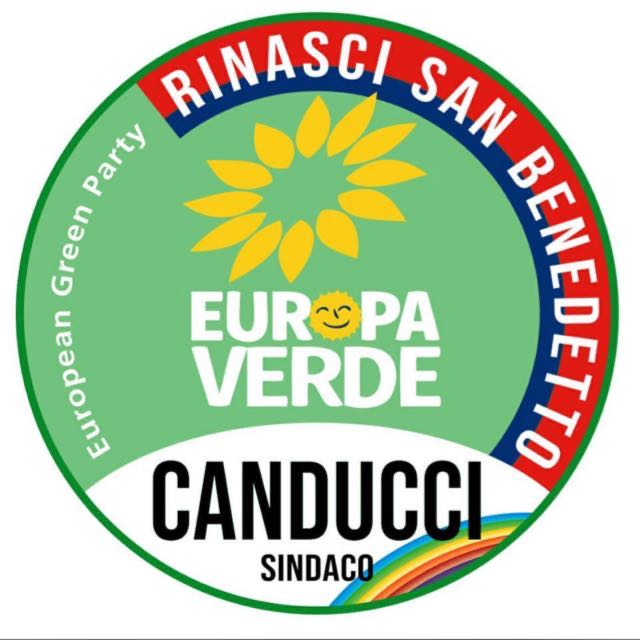 RINASCI SAN BENEDETTO
European Green Party
EUROPA
VERDE
CANDUCCI
SINDACO